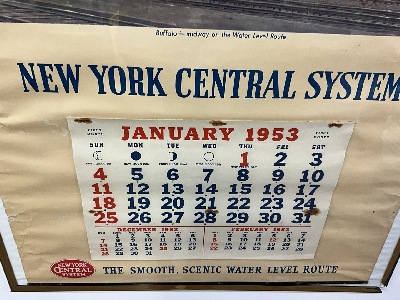 Buffalo - midway on the Water Level Route
NEW YORK CENTRAL SYSTEM
JANUARY 1953
SUN MON TUE WED THU FRI SAT
1 2 3
4 5 6 7 8 9 10
11 12 13 14 15 16 17
18 19 20 21 22 23 24
25 26 27 28 29 30 31
DECEMBER 1952 FEBRUARY 1953
NEW YORK
CENTRAL
SYSTEM
THE SMOOTH, SCENIC WATER LEVEL ROUTE